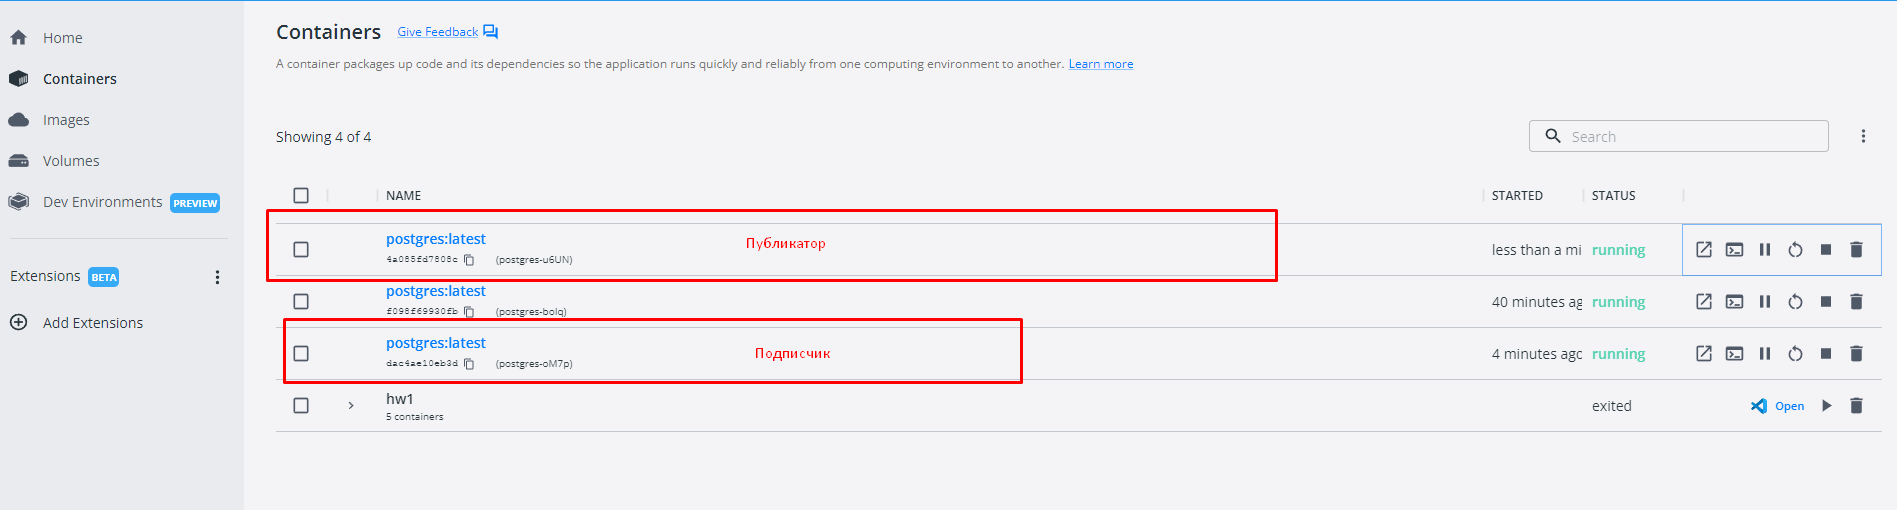 Home
Containers
Images
Volumes
Dev Environments PREVIEW
Extensions BETA
Add Extensions
Containers Give Feedback
A container packages up code and its dependencies so the application runs quickly and reliably from one computing environment to another. Learn more
Showing 4 of 4
Search
NAME STARTED STATUS
postgres:latest Публикатор
4a085fd7808c (postgres-u6UN) less than a mi running
postgres:latest
f098f69930fb (postgres-bolq) 40 minutes ag running
postgres:latest Подписчик
dac4ae10eb3d (postgres-oM7p) 4 minutes ago running
hw1
5 containers exited Open